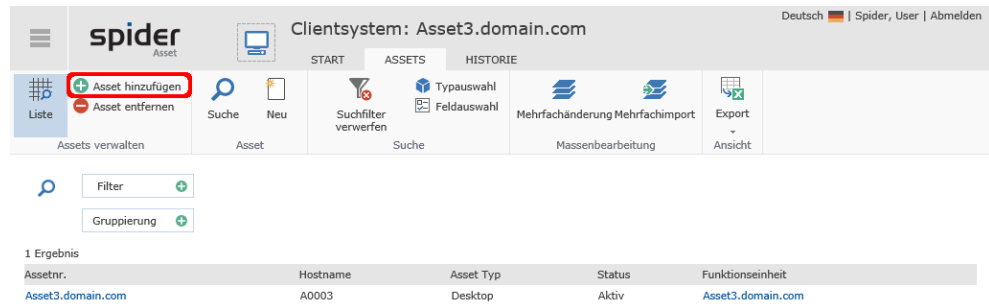 Deutsch | Spider, User | Abmelden
spider
Asset
Clientsystem: Asset3.domain.com
START ASSETS HISTORIE
Liste
Asset hinzufügen
Asset entfernen
Suche
Neu
Suchfilter
verwerfen
Typauswahl
Feldauswahl
Mehrfachänderung
Mehrfachimport
Export
Assets verwalten Asset Suche Massenbearbeitung Ansicht
Filter
Gruppierung
1 Ergebnis
Assetnr. Hostname Asset Typ Status Funktionseinheit
Asset3.domain.com A0003 Desktop Aktiv Asset3.domain.com